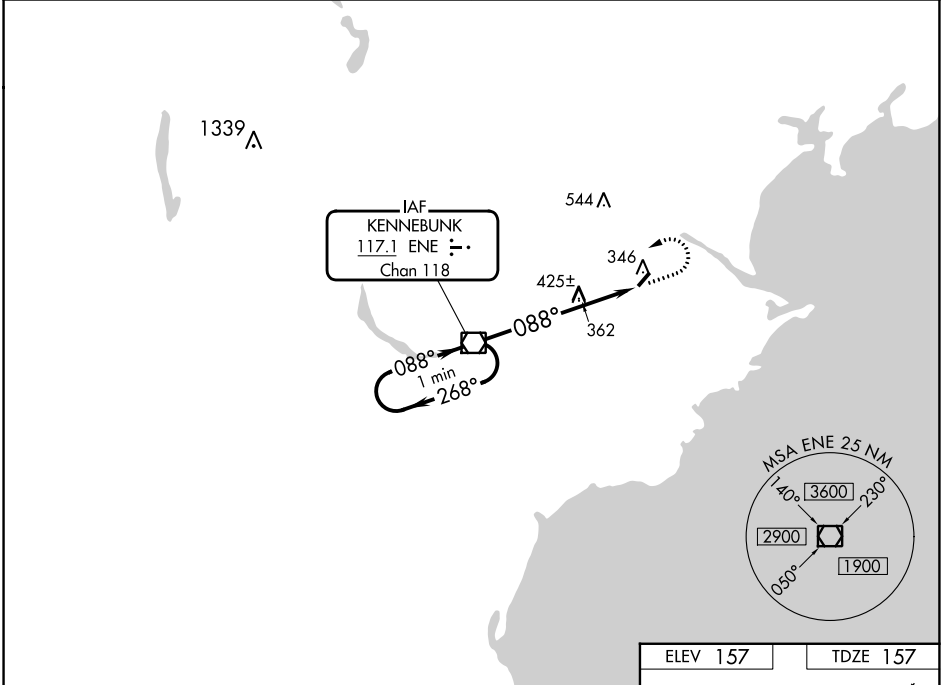 1339
IAF
KENNEBUNK
117.1 ENE
Chan 118
544
346
425±
362
088°
088°
1 min
268°
MSA ENE 25 NM
140°
3600
230°
2900
1900
050°
ELEV 157
TDZE 157